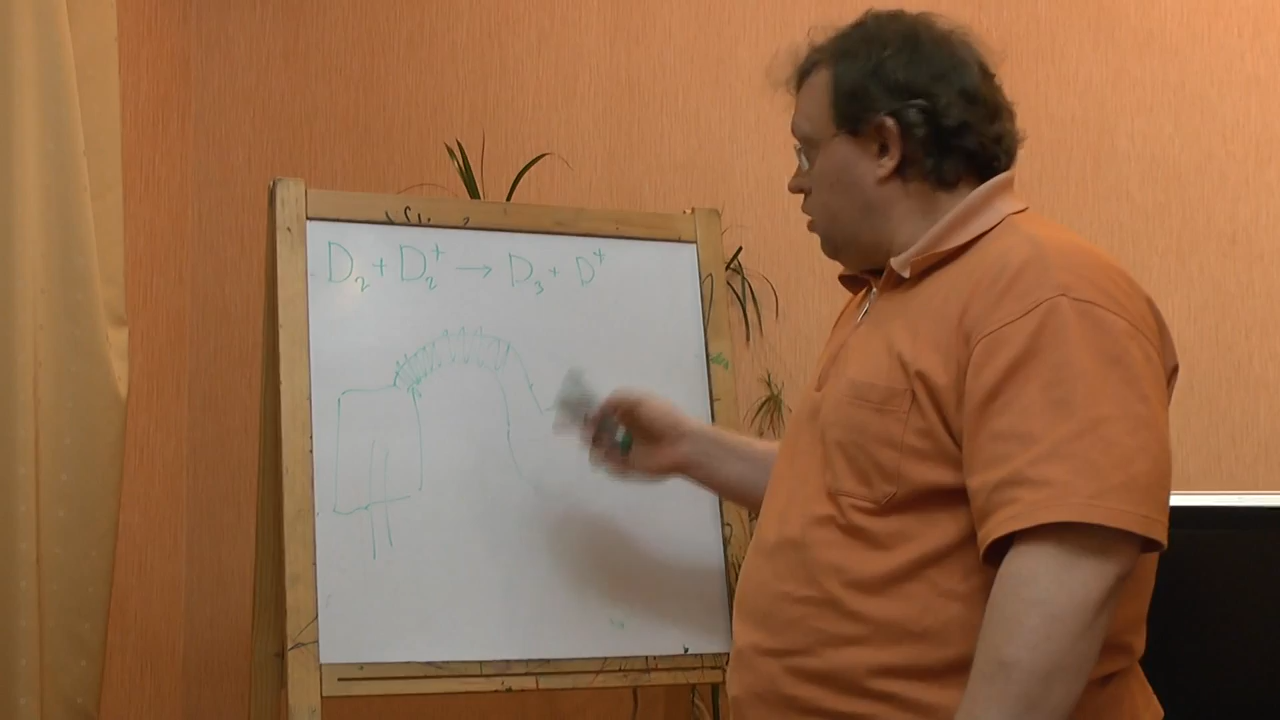 D₂ + D₂⁺ → D₃ + D⁺